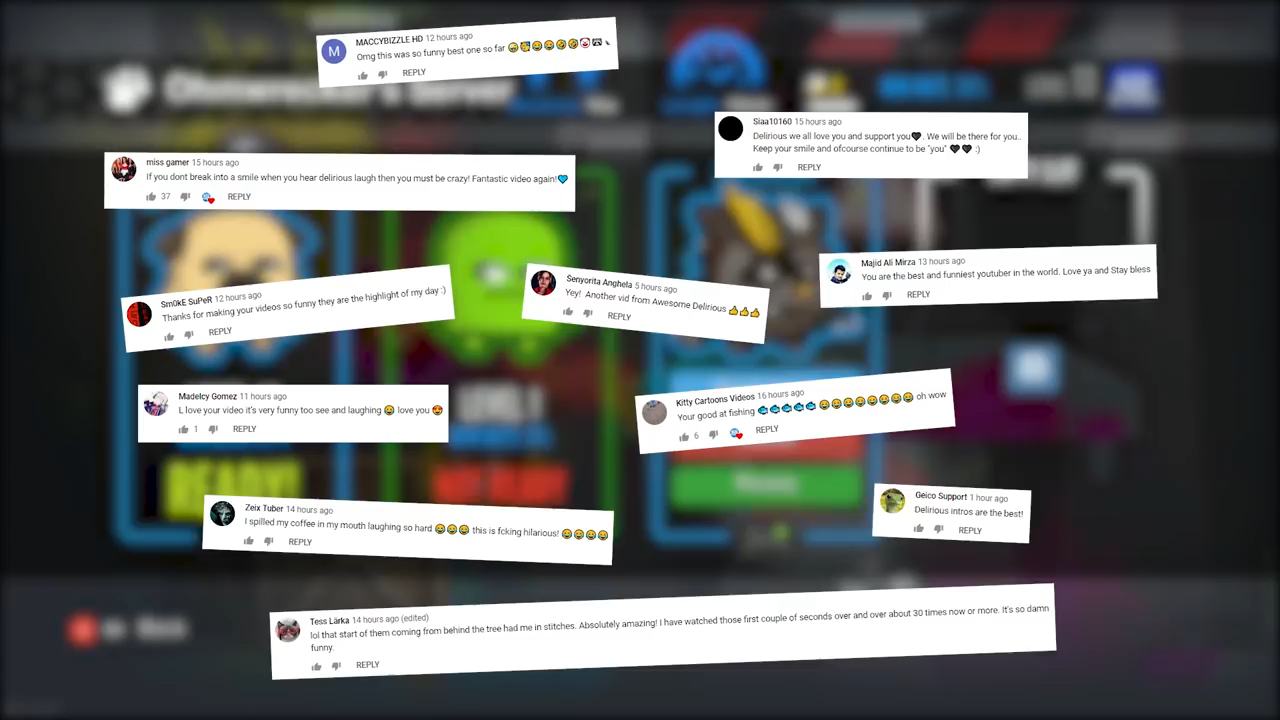 MACCYBIZZLE HD 12 hours ago
Omg this was so funny best one so far 😂🥰😂😂🤣🤣🤡
REPLY
Siaa10160 15 hours ago
Delirious we all love you and support you🖤. We will be there for you..
Keep your smile and ofcourse continue to be "you" 🖤🖤 :)
REPLY
miss gamer 15 hours ago
If you dont break into a smile when you hear delirious laugh then you must be crazy! Fantastic video again!💙
37 REPLY
Majid Ali Mirza 13 hours ago
You are the best and funniest youtuber in the world. Love ya and Stay bless
REPLY
Sm0kE SuPeR 12 hours ago
Thanks for making your videos so funny they are the highlight of my day :)
REPLY
Senyorita Anghela 5 hours ago
Yey! Another vid from Awesome Delirious 👍👍👍
REPLY
Madelcy Gomez 11 hours ago
L love your video it's very funny too see and laughing 😂 love you 😍
1 REPLY
Kitty Cartoons Videos 16 hours ago
Your good at fishing 🐟🐟🐟🐟🐟 😂😂😂😂😂😂😂😂 oh wow
6 REPLY
Zeix Tuber 14 hours ago
I spilled my coffee in my mouth laughing so hard 😂😂😂 this is fcking hilarious! 😂😂😂😂
REPLY
Geico Support 1 hour ago
Delirious intros are the best!
REPLY
Tess Lärka 14 hours ago (edited)
lol that start of them coming from behind the tree had me in stitches. Absolutely amazing! I have watched those first couple of seconds over and over about 30 times now or more. It's so damn
funny.
REPLY
READY!